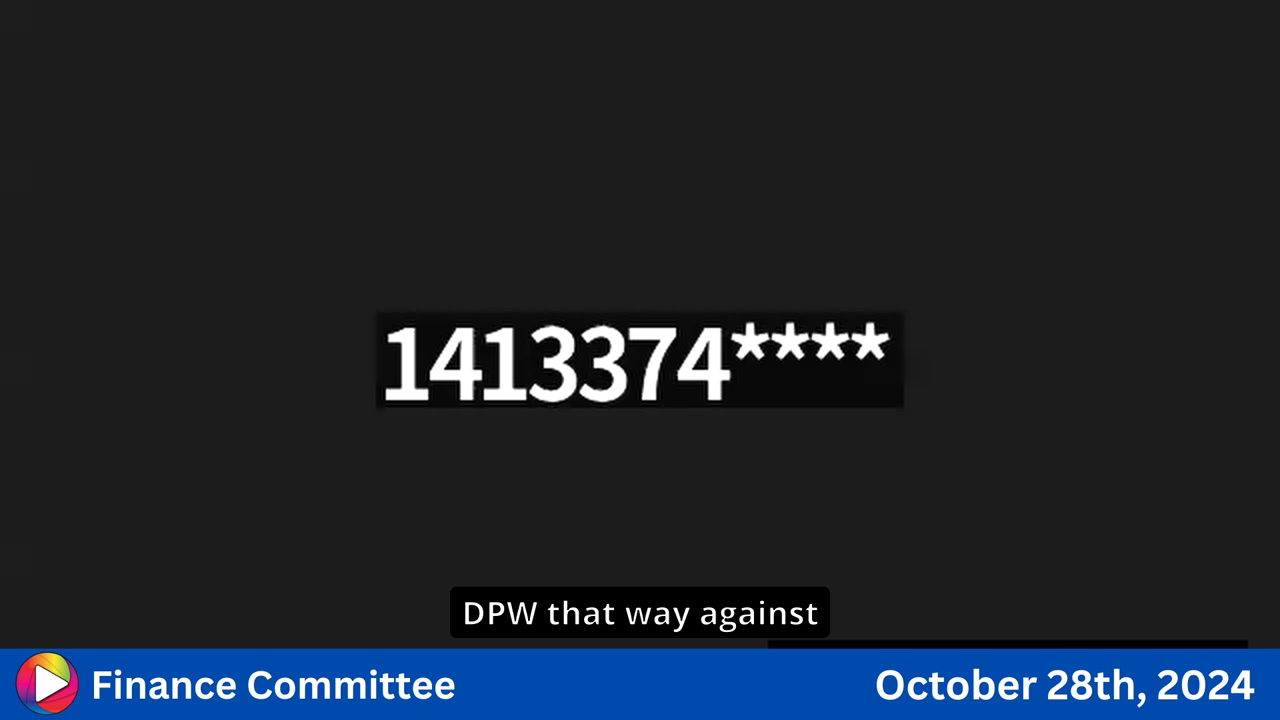 1413374****
DPW that way against
Finance Committee
October 28th, 2024